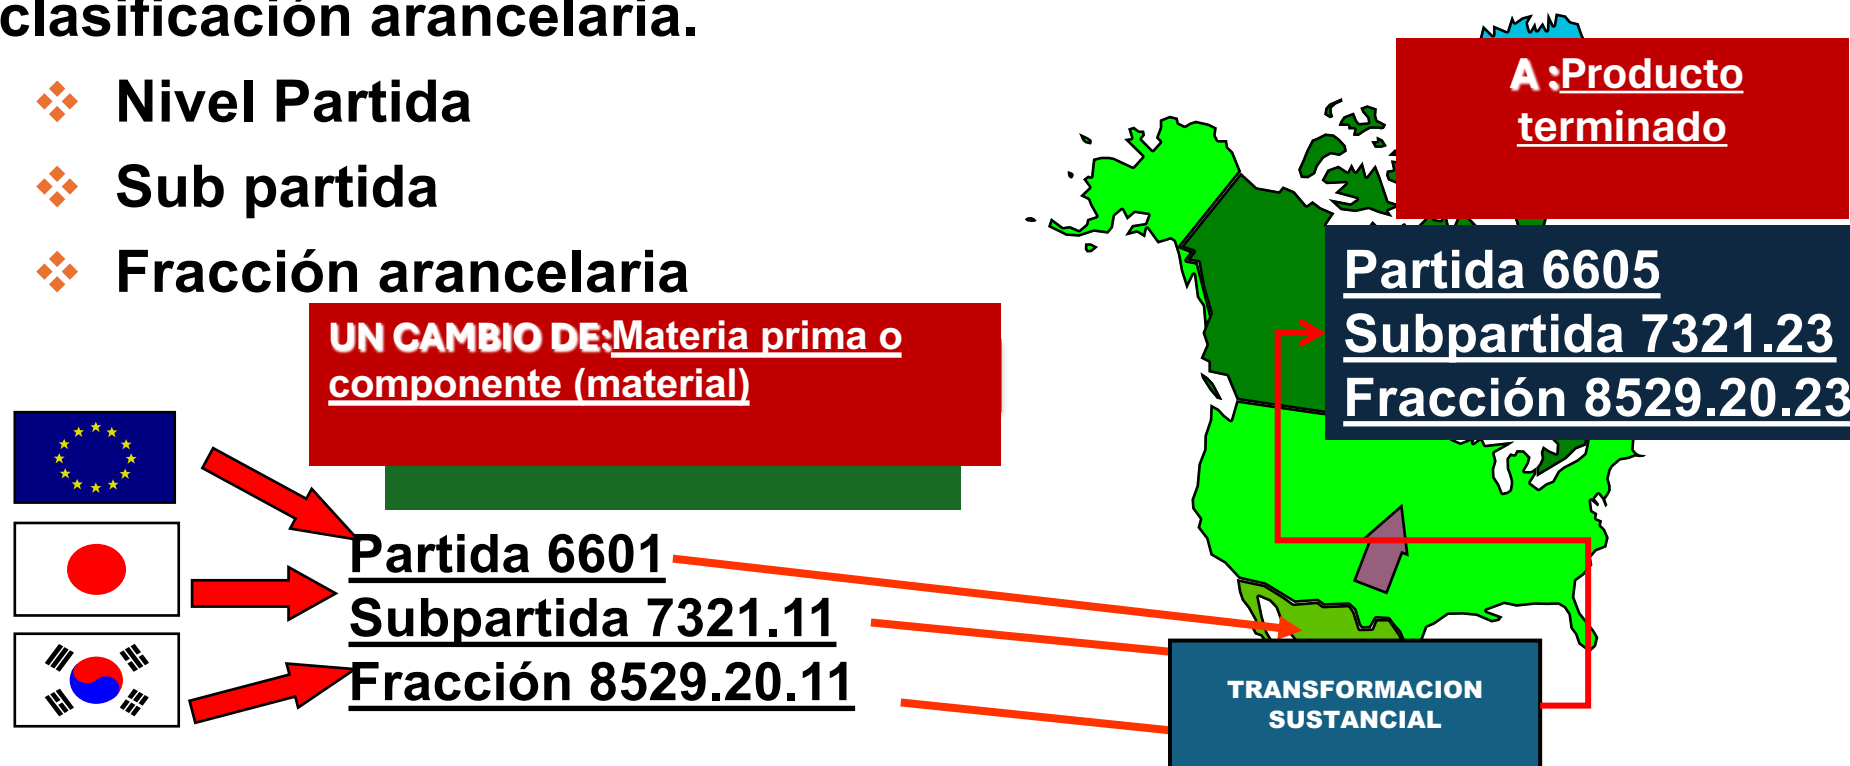 clasificación arancelaria.
❖ Nivel Partida
❖ Sub partida
❖ Fracción arancelaria
UN CAMBIO DE:Materia prima o
componente (material)
Partida 6601
Subpartida 7321.11
Fracción 8529.20.11
TRANSFORMACION
SUSTANCIAL
A :Producto
terminado
Partida 6605
Subpartida 7321.23
Fracción 8529.20.23